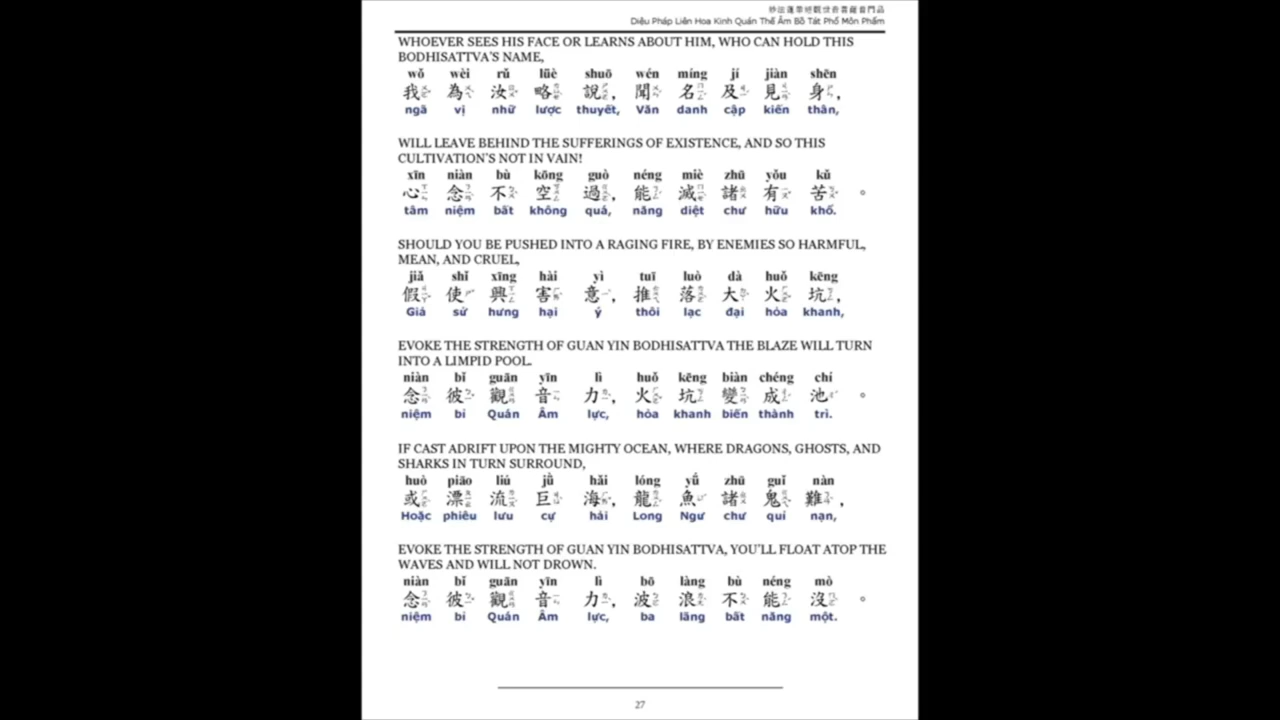 妙法蓮華經觀世音菩薩普門品
Diệu Pháp Liên Hoa Kinh Quán Thế Âm Bồ Tát Phổ Môn Phẩm
WHOEVER SEES HIS FACE OR LEARNS ABOUT HIM, WHO CAN HOLD THIS
BODHISATTVA'S NAME,
wǒ wèi rǔ lüè shuō wén míng jí jiàn shēn
我為汝略說，聞名及見身，
ngã vị nhữ lược thuyết, Văn danh cập kiến thân,
WILL LEAVE BEHIND THE SUFFERINGS OF EXISTENCE, AND SO THIS
CULTIVATION'S NOT IN VAIN!
xīn niàn bù kōng guò néng miè zhū yǒu kǔ
心念不空過，能滅諸有苦。
tâm niệm bất không quá, năng diệt chư hữu khổ.
SHOULD YOU BE PUSHED INTO A RAGING FIRE, BY ENEMIES SO HARMFUL,
MEAN, AND CRUEL,
jiǎ shǐ xīng hài yì tuī luò dà huǒ kēng
假使興害意，推落大火坑，
Giả sử hưng hại ý thôi lạc đại hỏa khanh,
EVOKE THE STRENGTH OF GUAN YIN BODHISATTVA THE BLAZE WILL TURN
INTO A LIMPID POOL.
niàn bǐ guān yīn lì huǒ kēng biàn chéng chí
念彼觀音力，火坑變成池。
niệm bỉ Quán Âm lực, hỏa khanh biến thành trì.
IF CAST ADRIFT UPON THE MIGHTY OCEAN, WHERE DRAGONS, GHOSTS, AND
SHARKS IN TURN SURROUND,
huò piāo liú jǜ hǎi lóng yǘ zhū guǐ nàn
或漂流巨海，龍魚諸鬼難，
Hoặc phiêu lưu cự hải Long Ngư chư quỉ nạn,
EVOKE THE STRENGTH OF GUAN YIN BODHISATTVA, YOU'LL FLOAT ATOP THE
WAVES AND WILL NOT DROWN.
niàn bǐ guān yīn lì bō làng bù néng mò
念彼觀音力，波浪不能沒。
niệm bỉ Quán Âm lực, ba lãng bất năng một.
27